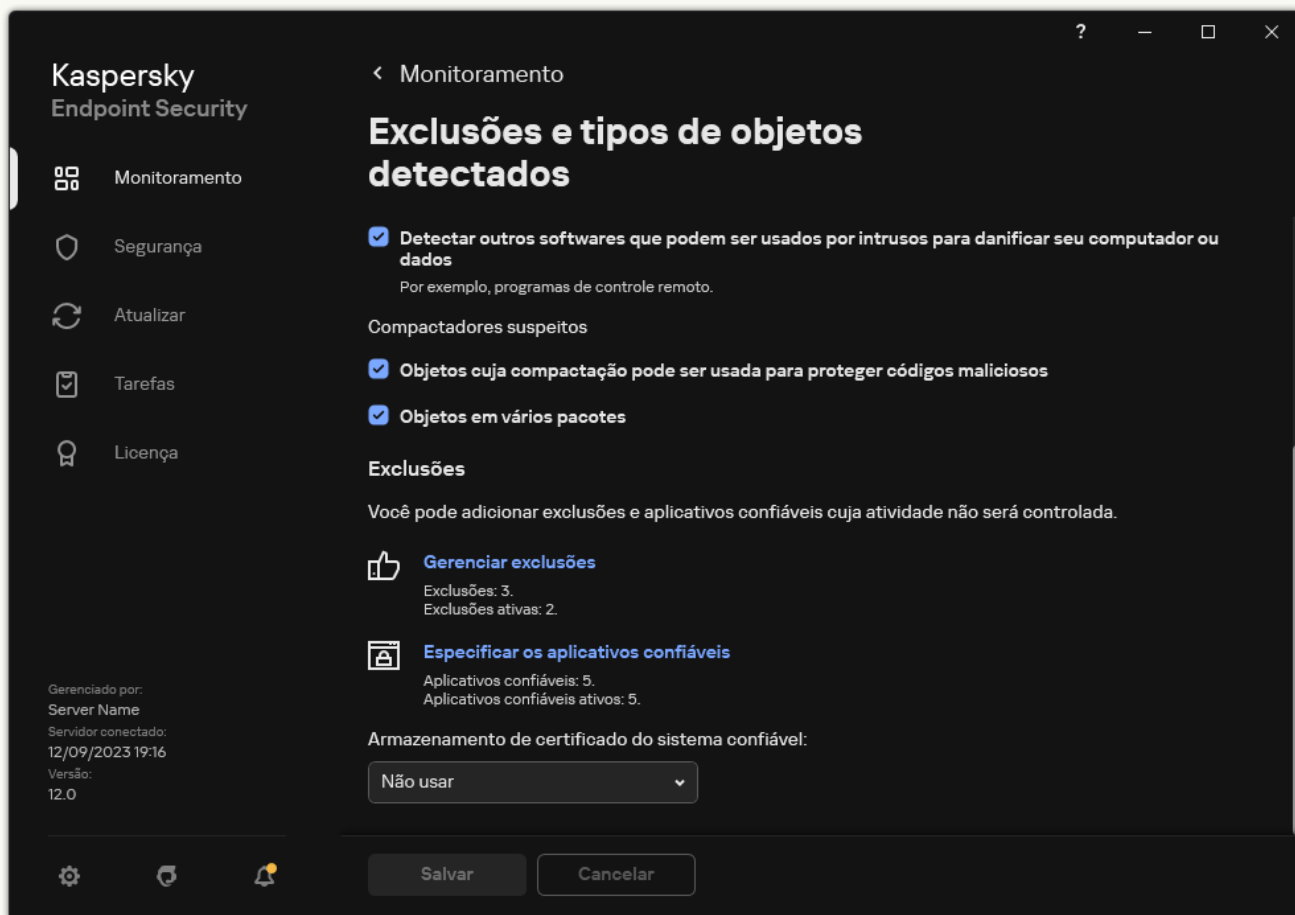 ?
Kaspersky
Endpoint Security
Monitoramento
Segurança
Atualizar
Tarefas
Licença
Gerenciado por:
Server Name
Servidor conectado:
12/09/2023 19:16
Versão:
12.0
Monitoramento
Exclusões e tipos de objetos
detectados
Detectar outros softwares que podem ser usados por intrusos para danificar seu computador ou
dados
Por exemplo, programas de controle remoto.
Compactadores suspeitos
Objetos cuja compactação pode ser usada para proteger códigos maliciosos
Objetos em vários pacotes
Exclusões
Você pode adicionar exclusões e aplicativos confiáveis cuja atividade não será controlada.
Gerenciar exclusões
Exclusões: 3.
Exclusões ativas: 2.
Especificar os aplicativos confiáveis
Aplicativos confiáveis: 5.
Aplicativos confiáveis ativos: 5.
Armazenamento de certificado do sistema confiável:
Não usar
Salvar
Cancelar